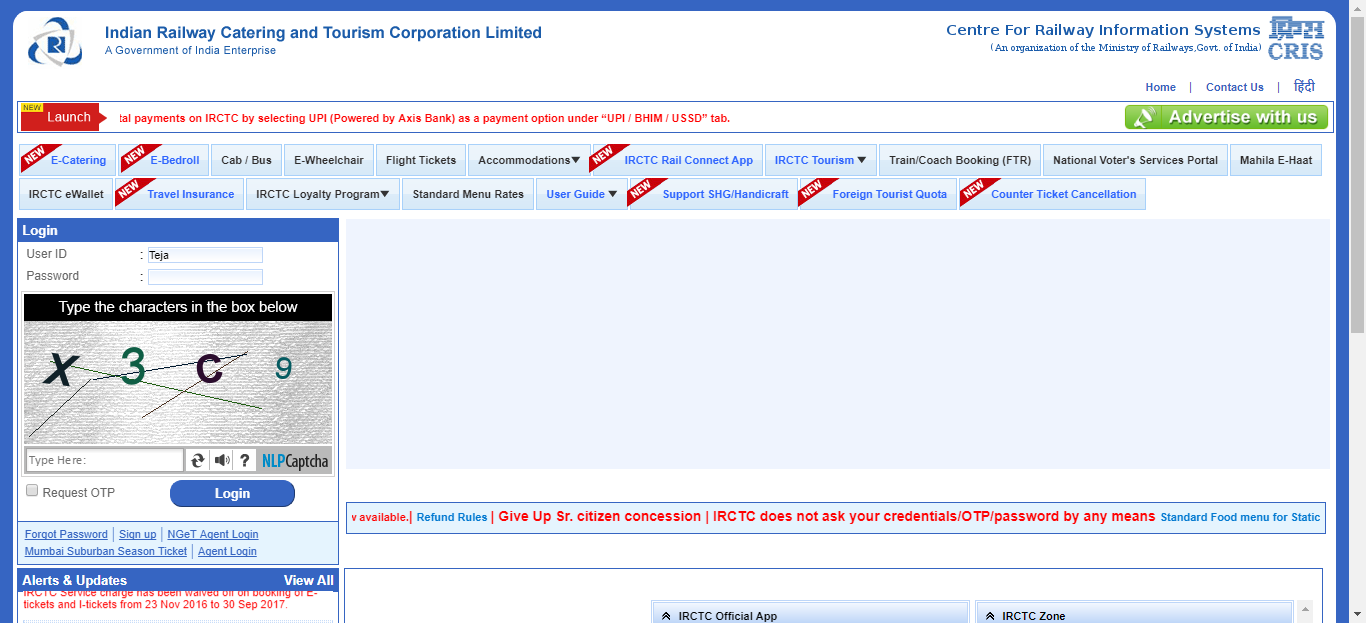 Indian Railway Catering and Tourism Corporation Limited
A Government of India Enterprise
Centre For Railway Information Systems
(An organization of the Ministry of Railways,Govt. of India)
CRIS
Home | Contact Us | हिंदी
NEW
Launch
tal payments on IRCTC by selecting UPI (Powered by Axis Bank) as a payment option under “UPI / BHIM / USSD” tab.
Advertise with us
NEW E-Catering NEW E-Bedroll Cab / Bus E-Wheelchair Flight Tickets Accommodations▼ NEW IRCTC Rail Connect App IRCTC Tourism ▼ Train/Coach Booking (FTR) National Voter's Services Portal Mahila E-Haat
IRCTC eWallet NEW Travel Insurance IRCTC Loyalty Program▼ Standard Menu Rates User Guide ▼ NEW Support SHG/Handicraft NEW Foreign Tourist Quota NEW Counter Ticket Cancellation
Login
User ID : Teja
Password :
Type the characters in the box below
X 3 C 9
Type Here: ? NLPCaptcha
Request OTP Login
Forgot Password | Sign up | NGeT Agent Login
Mumbai Suburban Season Ticket | Agent Login
v available.| Refund Rules | Give Up Sr. citizen concession | IRCTC does not ask your credentials/OTP/password by any means Standard Food menu for Static
Alerts & Updates View All
IRCTC Service charge has been waived off on booking of E-
tickets and I-tickets from 23 Nov 2016 to 30 Sep 2017.
IRCTC Official App
IRCTC Zone